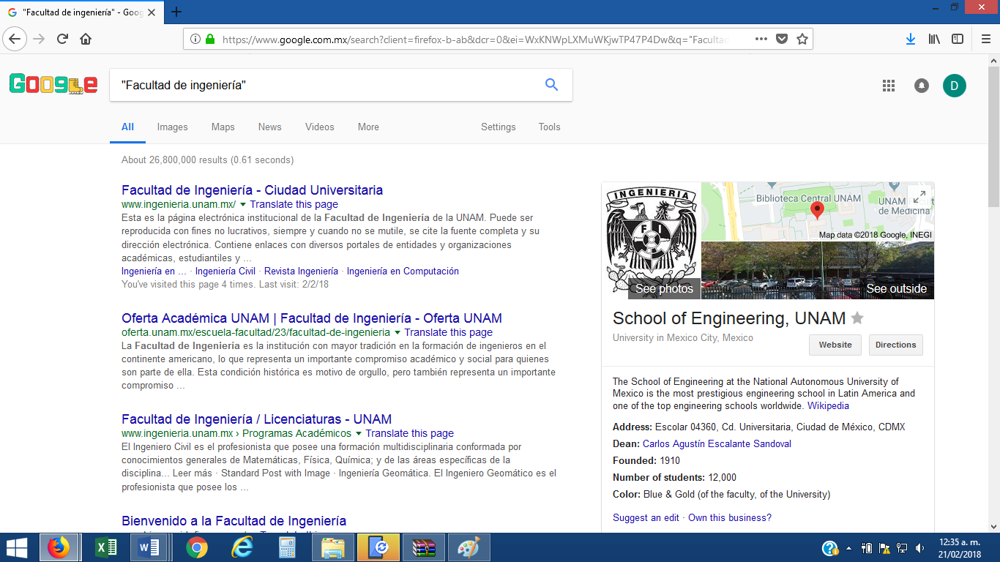 "Facultad de ingeniería" - Goog
https://www.google.com.mx/search?client=firefox-b-ab&dcr=0&ei=WxKNWpLXMuWKjwTP47P4Dw&q="Facultad
Google
"Facultad de ingeniería"
D
All Images Maps News Videos More Settings Tools
About 26,800,000 results (0.61 seconds)
Facultad de Ingeniería - Ciudad Universitaria
www.ingenieria.unam.mx/ Translate this page
Esta es la página electrónica institucional de la Facultad de Ingeniería de la UNAM. Puede ser
reproducida con fines no lucrativos, siempre y cuando no se mutile, se cite la fuente completa y su
dirección electrónica. Contiene enlaces con diversos portales de entidades y organizaciones
académicas, estudiantiles y ...
Ingeniería en ... · Ingeniería Civil · Revista Ingeniería · Ingeniería en Computación
You've visited this page 4 times. Last visit: 2/2/18
Oferta Académica UNAM | Facultad de Ingeniería - Oferta UNAM
oferta.unam.mx/escuela-facultad/23/facultad-de-ingenieria Translate this page
La Facultad de Ingeniería es la institución con mayor tradición en la formación de ingenieros en el
continente americano, lo que representa un importante compromiso académico y social para quienes
son parte de ella. Esta condición histórica es motivo de orgullo, pero también representa un importante
compromiso ...
Facultad de Ingeniería / Licenciaturas - UNAM
www.ingenieria.unam.mx › Programas Académicos Translate this page
El Ingeniero Civil es el profesionista que posee una formación multidisciplinaria conformada por
conocimientos generales de Matemáticas, Física, Química; y de las áreas específicas de la
disciplina... Leer más · Standard Post with Image · Ingeniería Geomática. El Ingeniero Geomático es el
profesionista que posee los ...
Bienvenido a la Facultad de Ingeniería
INGENIERIA
F I
See photos
Biblioteca Central UNAM
UNAM
de Medicina
Map data ©2018 Google, INEGI
See outside
School of Engineering, UNAM
University in Mexico City, Mexico
Website Directions
The School of Engineering at the National Autonomous University of
Mexico is the most prestigious engineering school in Latin America and
one of the top engineering schools worldwide. Wikipedia
Address: Escolar 04360, Cd. Universitaria, Ciudad de México, CDMX
Dean: Carlos Agustín Escalante Sandoval
Founded: 1910
Number of students: 12,000
Color: Blue & Gold (of the faculty, of the University)
Suggest an edit · Own this business?
12:35 a. m.
21/02/2018